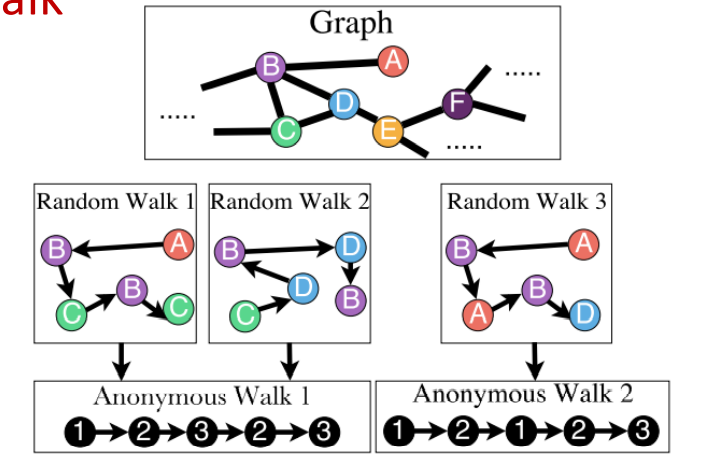 Graph
B A
.....
D F
.....
C E
.....
Random Walk 1 Random Walk 2 Random Walk 3
B A
B
C C
B D
D
C B
B A
B
A D
Anonymous Walk 1
1 2 3 2 3
Anonymous Walk 2
1 2 1 2 3